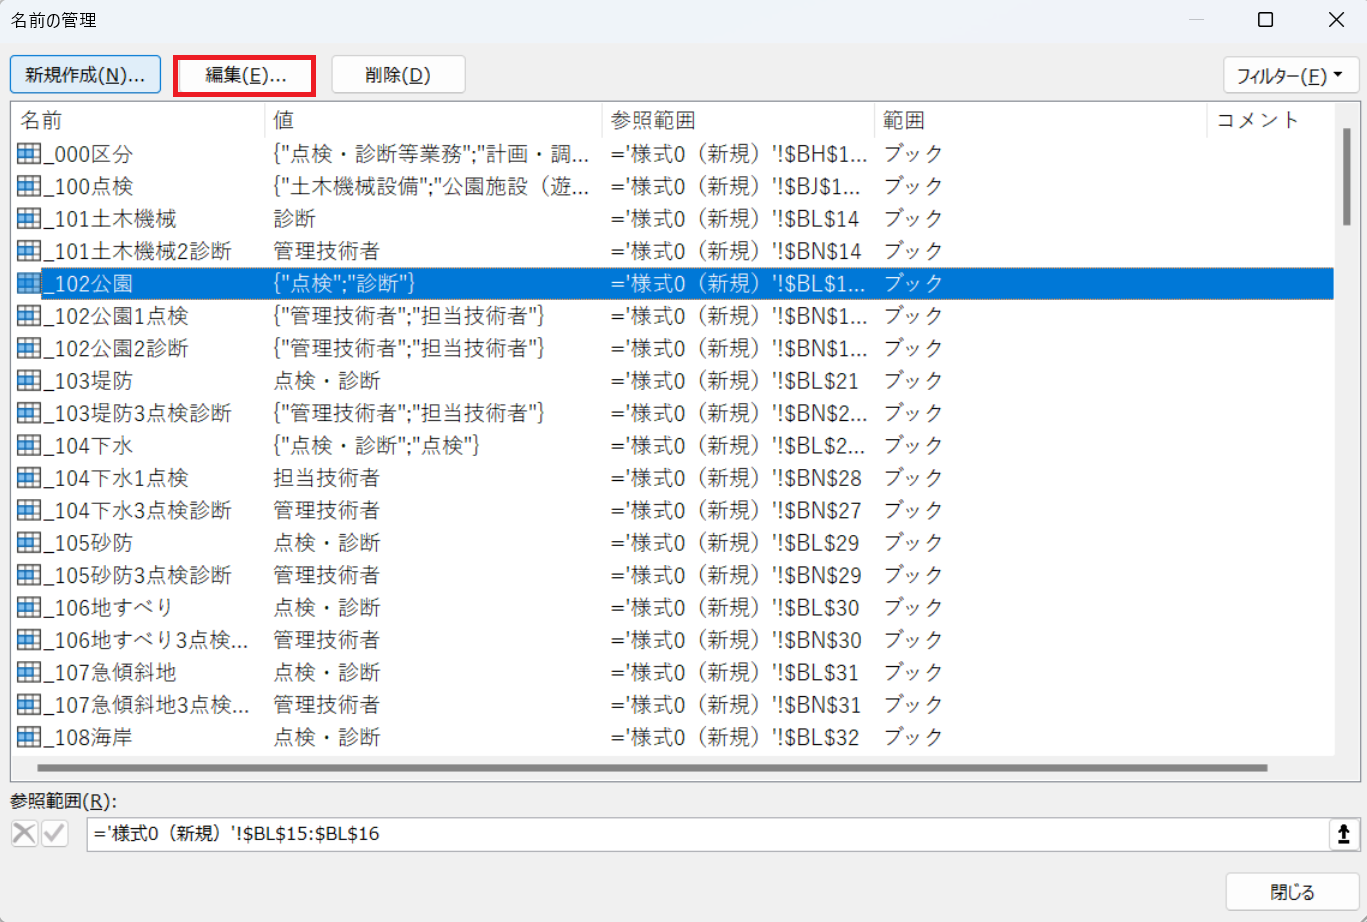 名前の管理
新規作成(N)... 編集(E)... 削除(D) フィルター(F)
名前 値 参照範囲 範囲 コメント
_000区分 {"点検・診断等業務";"計画・調... ='様式0（新規）'!$BH$1... ブック
_100点検 {"土木機械設備";"公園施設（遊... ='様式0（新規）'!$BJ$1... ブック
_101土木機械 診断 ='様式0（新規）'!$BL$14 ブック
_101土木機械2診断 管理技術者 ='様式0（新規）'!$BN$14 ブック
_102公園 {"点検";"診断"} ='様式0（新規）'!$BL$1... ブック
_102公園1点検 {"管理技術者";"担当技術者"} ='様式0（新規）'!$BN$1... ブック
_102公園2診断 {"管理技術者";"担当技術者"} ='様式0（新規）'!$BN$1... ブック
_103堤防 点検・診断 ='様式0（新規）'!$BL$21 ブック
_103堤防3点検診断 {"管理技術者";"担当技術者"} ='様式0（新規）'!$BN$2... ブック
_104下水 {"点検・診断";"点検"} ='様式0（新規）'!$BL$2... ブック
_104下水1点検 担当技術者 ='様式0（新規）'!$BN$28 ブック
_104下水3点検診断 管理技術者 ='様式0（新規）'!$BN$27 ブック
_105砂防 点検・診断 ='様式0（新規）'!$BL$29 ブック
_105砂防3点検診断 管理技術者 ='様式0（新規）'!$BN$29 ブック
_106地すべり 点検・診断 ='様式0（新規）'!$BL$30 ブック
_106地すべり3点検... 管理技術者 ='様式0（新規）'!$BN$30 ブック
_107急傾斜地 点検・診断 ='様式0（新規）'!$BL$31 ブック
_107急傾斜地3点検... 管理技術者 ='様式0（新規）'!$BN$31 ブック
_108海岸 点検・診断 ='様式0（新規）'!$BL$32 ブック
参照範囲(R):
='様式0（新規）'!$BL$15:$BL$16
閉じる